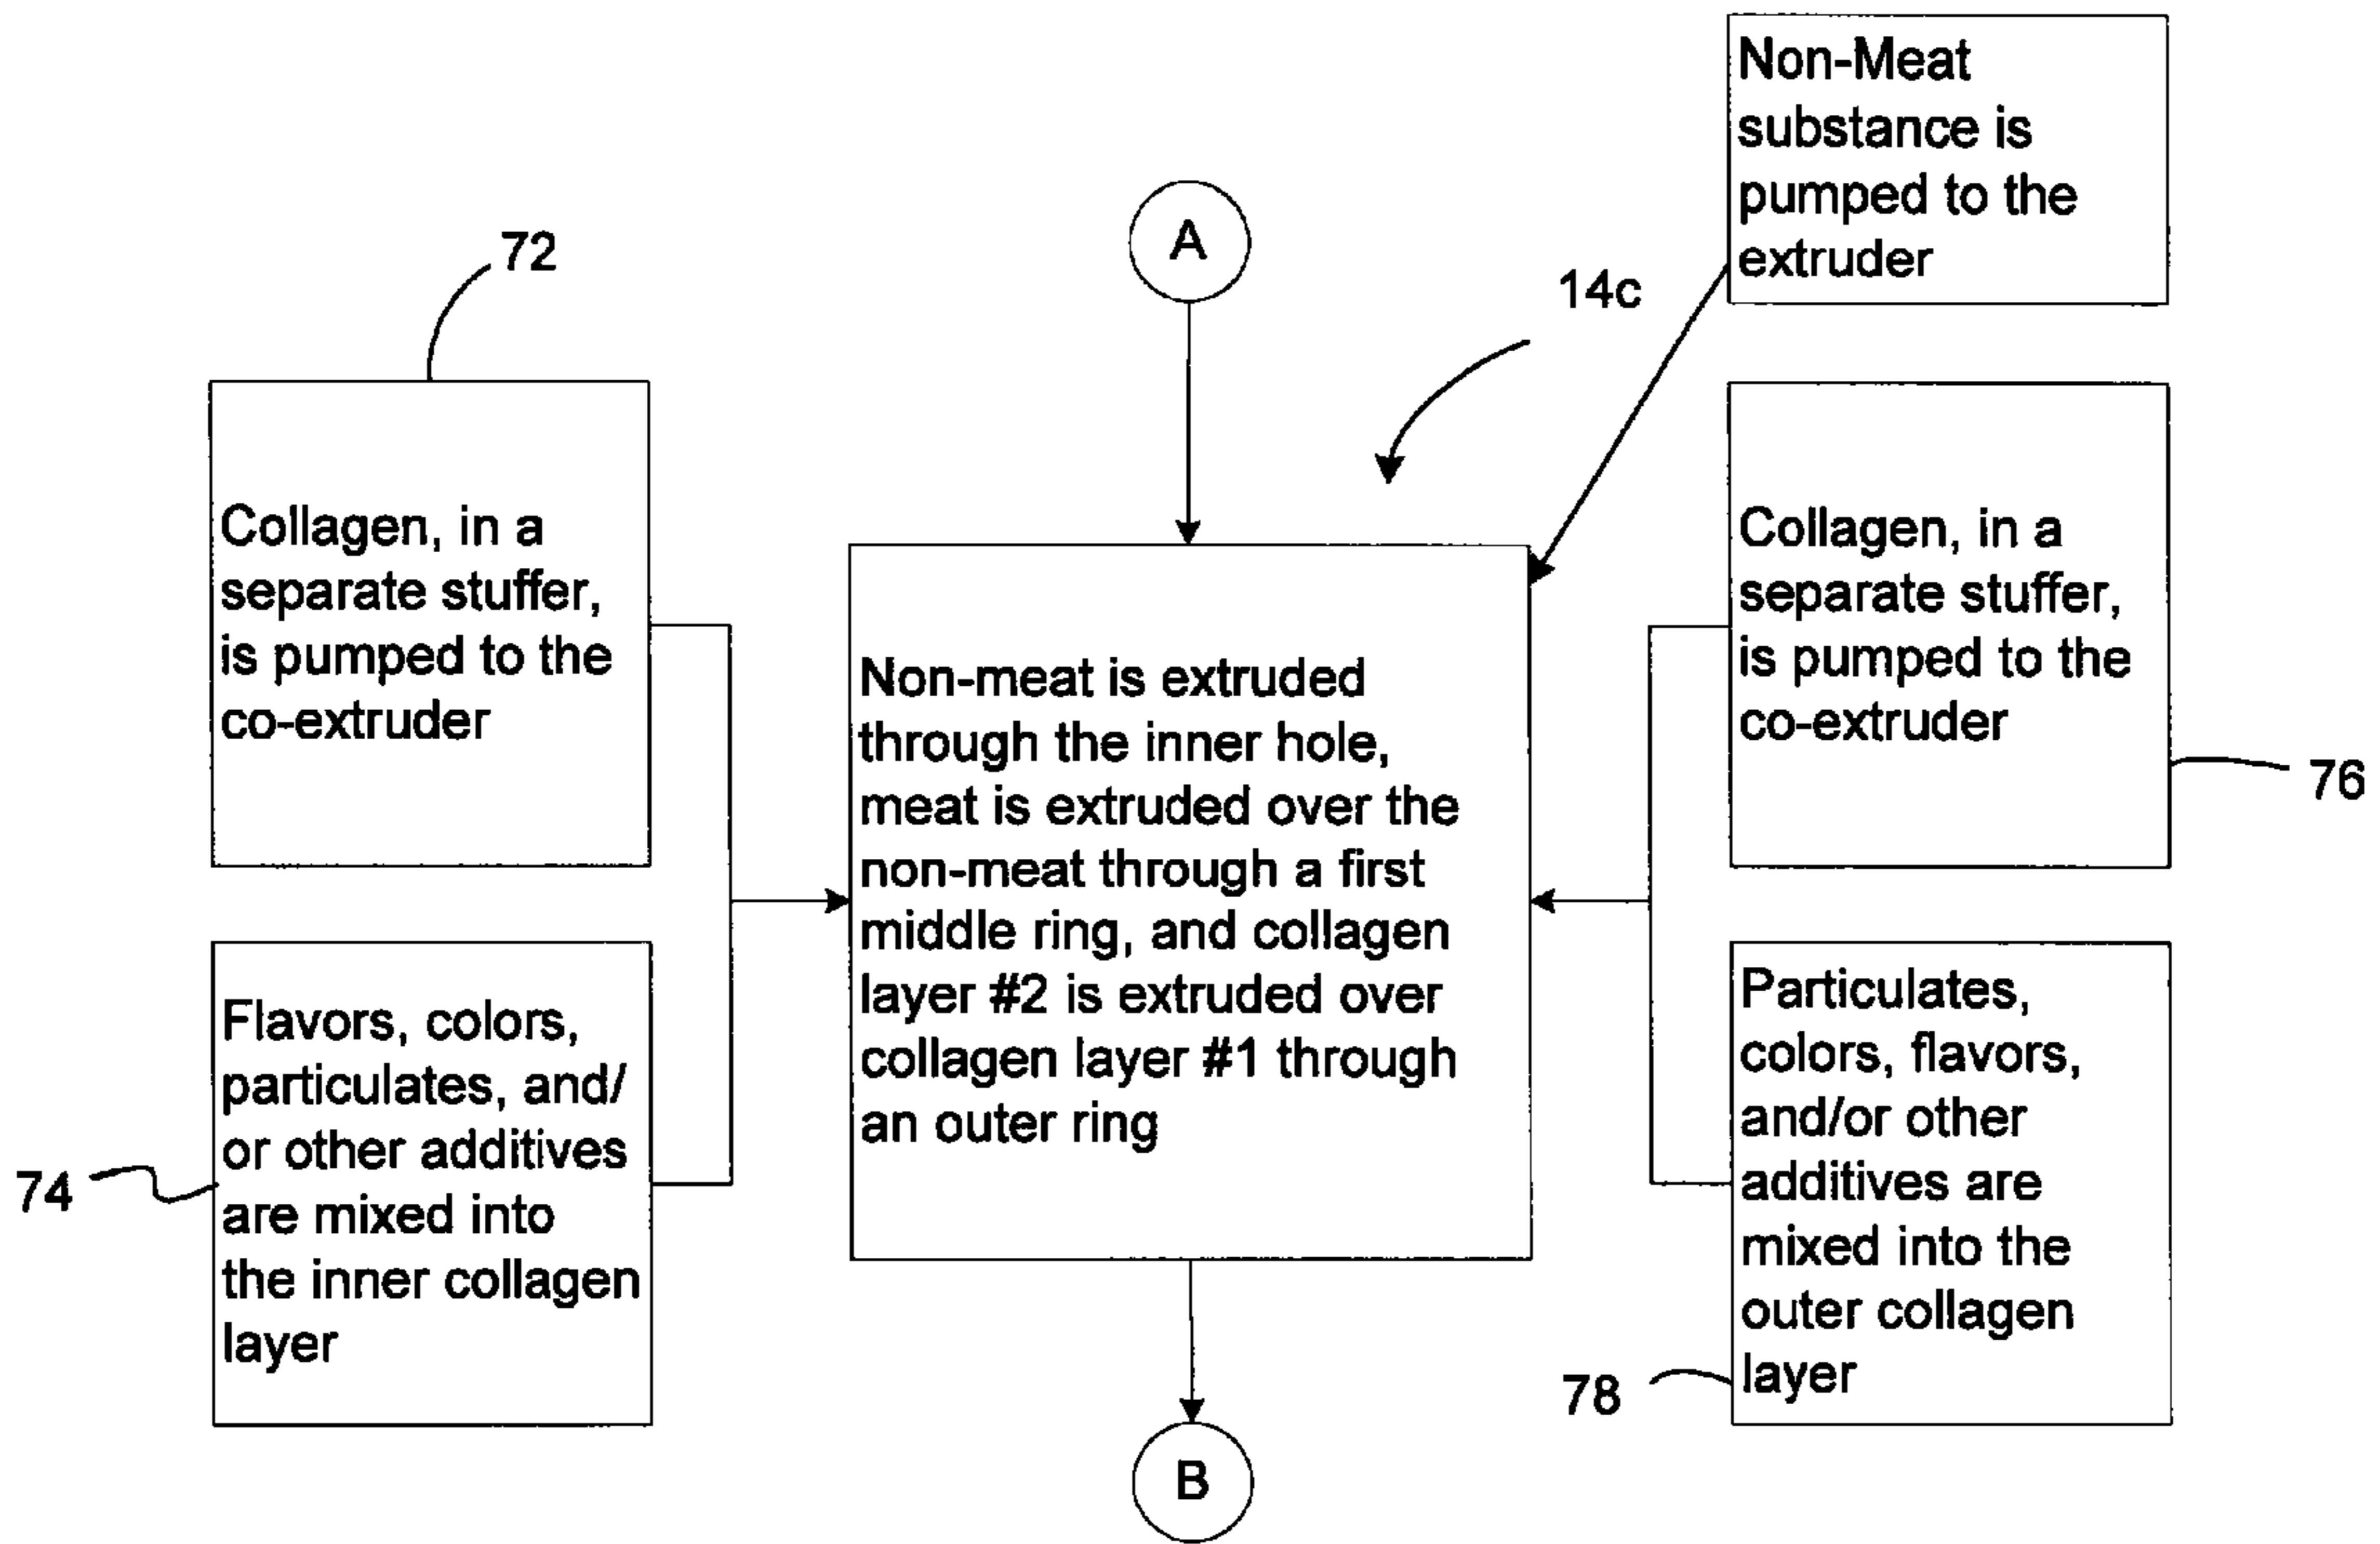 Non-Meat
substance is
pumped to the
extruder
A
14c
72
Collagen, in a
separate stuffer,
is pumped to the
co-extruder
Collagen, in a
separate stuffer,
is pumped to the
co-extruder
76
Non-meat is extruded
through the inner hole,
meat is extruded over the
non-meat through a first
middle ring, and collagen
layer #2 is extruded over
collagen layer #1 through
an outer ring
Flavors, colors,
particulates, and/
or other additives
are mixed into
the inner collagen
layer
74
Particulates,
colors, flavors,
and/or other
additives are
mixed into the
outer collagen
layer
78
B